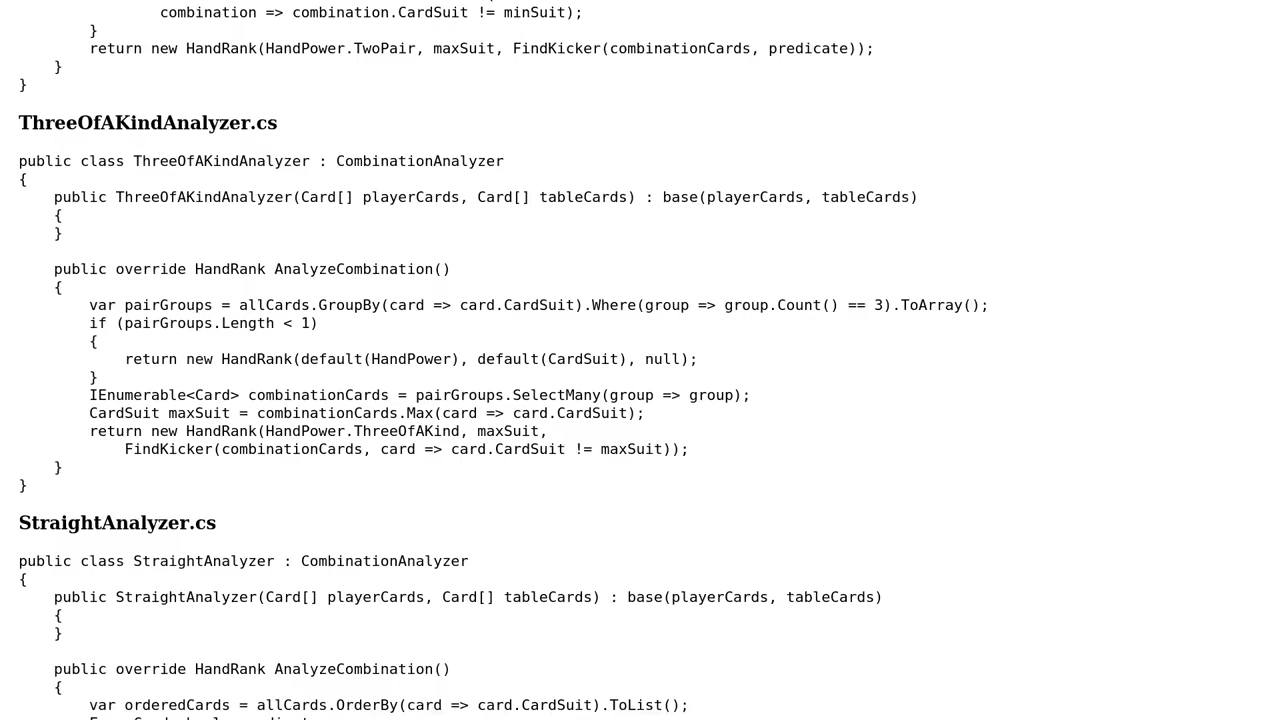 combination => combination.CardSuit != minSuit);
}
return new HandRank(HandPower.TwoPair, maxSuit, FindKicker(combinationCards, predicate));
}
}
ThreeOfAKindAnalyzer.cs
public class ThreeOfAKindAnalyzer : CombinationAnalyzer
{
public ThreeOfAKindAnalyzer(Card[] playerCards, Card[] tableCards) : base(playerCards, tableCards)
{
}
public override HandRank AnalyzeCombination()
{
var pairGroups = allCards.GroupBy(card => card.CardSuit).Where(group => group.Count() == 3).ToArray();
if (pairGroups.Length < 1)
{
return new HandRank(default(HandPower), default(CardSuit), null);
}
IEnumerable<Card> combinationCards = pairGroups.SelectMany(group => group);
CardSuit maxSuit = combinationCards.Max(card => card.CardSuit);
return new HandRank(HandPower.ThreeOfAKind, maxSuit,
FindKicker(combinationCards, card => card.CardSuit != maxSuit));
}
}
StraightAnalyzer.cs
public class StraightAnalyzer : CombinationAnalyzer
{
public StraightAnalyzer(Card[] playerCards, Card[] tableCards) : base(playerCards, tableCards)
{
}
public override HandRank AnalyzeCombination()
{
var orderedCards = allCards.OrderBy(card => card.CardSuit).ToList();